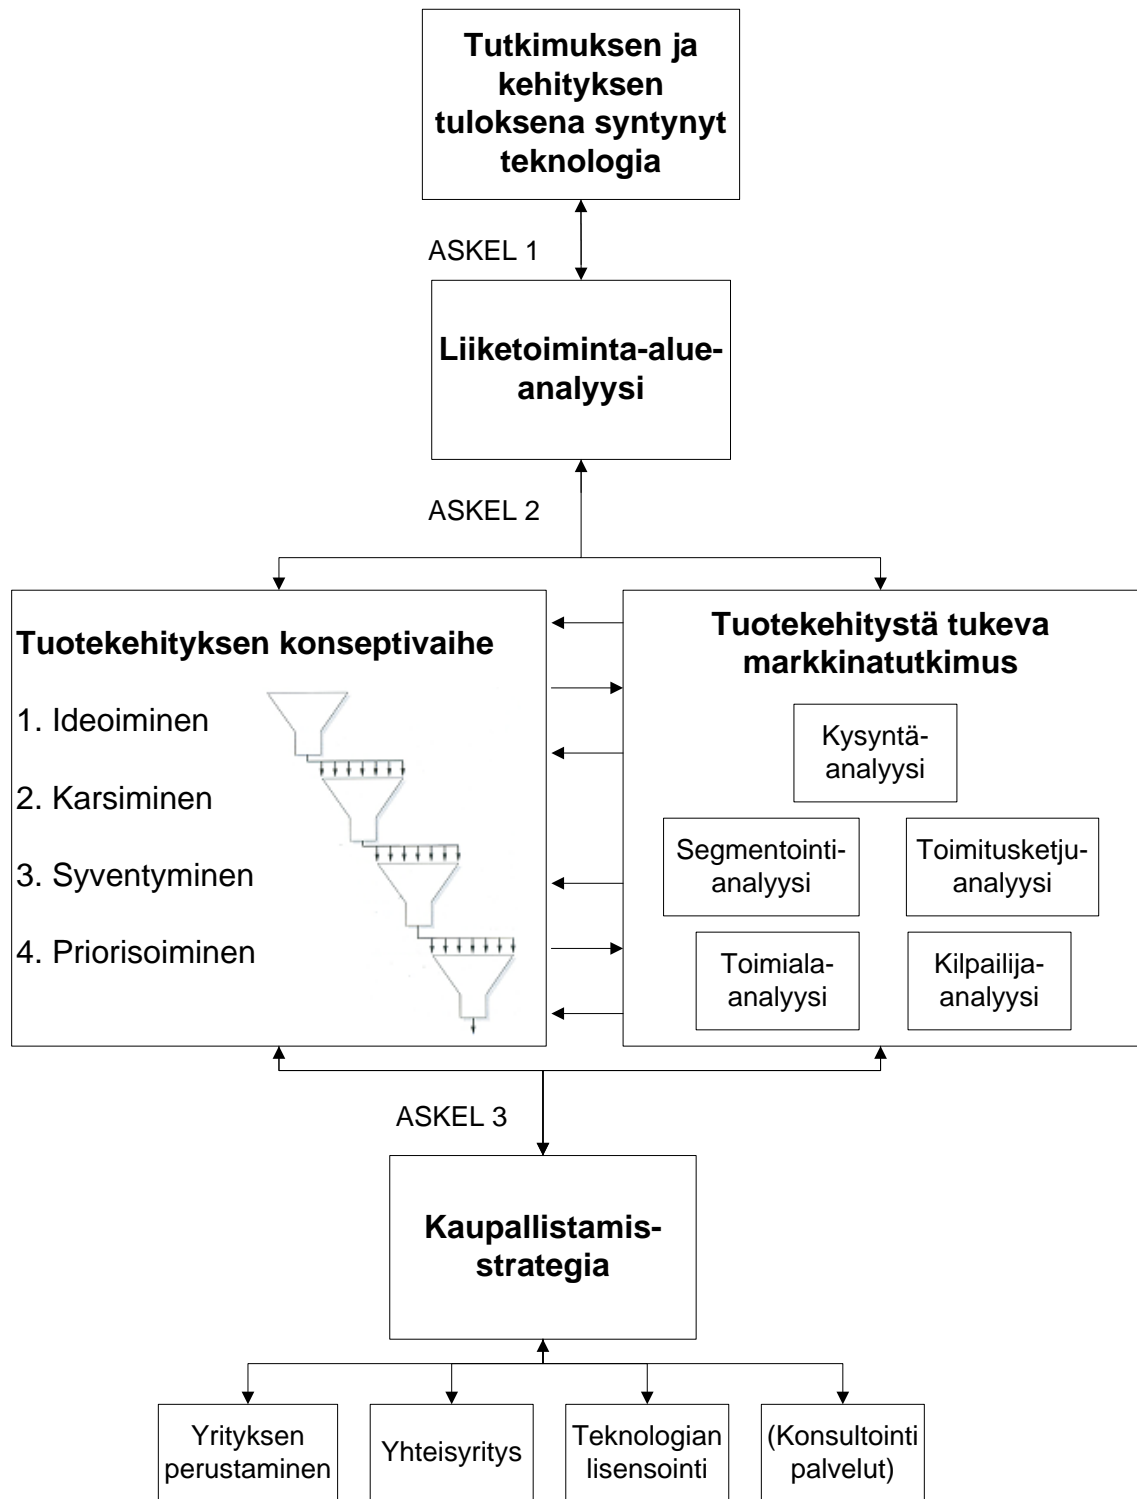 Tutkimuksen ja
kehityksen
tuloksena syntynyt
teknologia
ASKEL 1
Liiketoiminta-alue-
analyysi
ASKEL 2
Tuotekehityksen konseptivaihe
1. Ideoiminen
2. Karsiminen
3. Syventyminen
4. Priorisoiminen
Tuotekehitystä tukeva
markkinatutkimus
Kysyntä-
analyysi
Segmentointi-
analyysi
Toimitusketju-
analyysi
Toimiala-
analyysi
Kilpailija-
analyysi
ASKEL 3
Kaupallistamis-
strategia
Yrityksen
perustaminen
Yhteisyritys
Teknologian
lisensointi
(Konsultointi
palvelut)